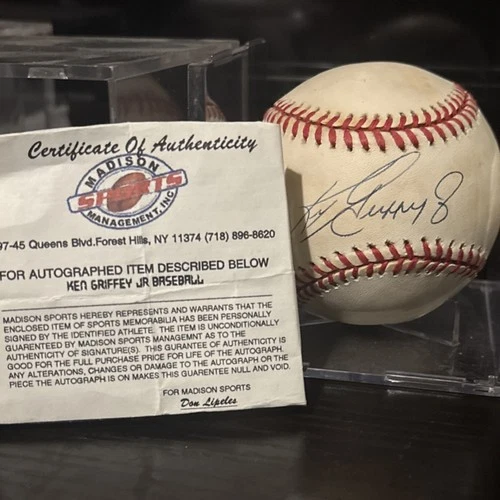 Certificate Of Authenticity
MADISON
SPORTS
MANAGEMENT, INC.
97-45 Queens Blvd.Forest Hills, NY 11374 (718) 896-8620
FOR AUTOGRAPHED ITEM DESCRIBED BELOW
KEN GRIFFEY JR BASEBALL
MADISON SPORTS HEREBY REPRESENTS AND WARRANTS THAT THE
ENCLOSED ITEM OF SPORTS MEMORABILIA HAS BEEN PERSONALLY
SIGNED BY THE IDENTIFIED ATHLETE. THE ITEM IS UNCONDITIONALLY
GUARENTEED BY MADISON SPORTS MANAGEMNT AS TO THE
AUTHENTICITY OF SIGNATURE(S). THIS GURANTEE OF AUTHENTICITY IS
GOOD FOR THE FULL PURCHASE PRICE FOR LIFE OF THE AUTOGRAPH.
ANY ALTERATIONS, CHANGES OR DAMAGE TO THE AUTOGRAPH OR THE
PIECE THE AUTOGRAPH IS ON MAKES THIS GUARENTEE NULL AND VOID.
FOR MADISON SPORTS
Don Lipeles
Ken Griffey